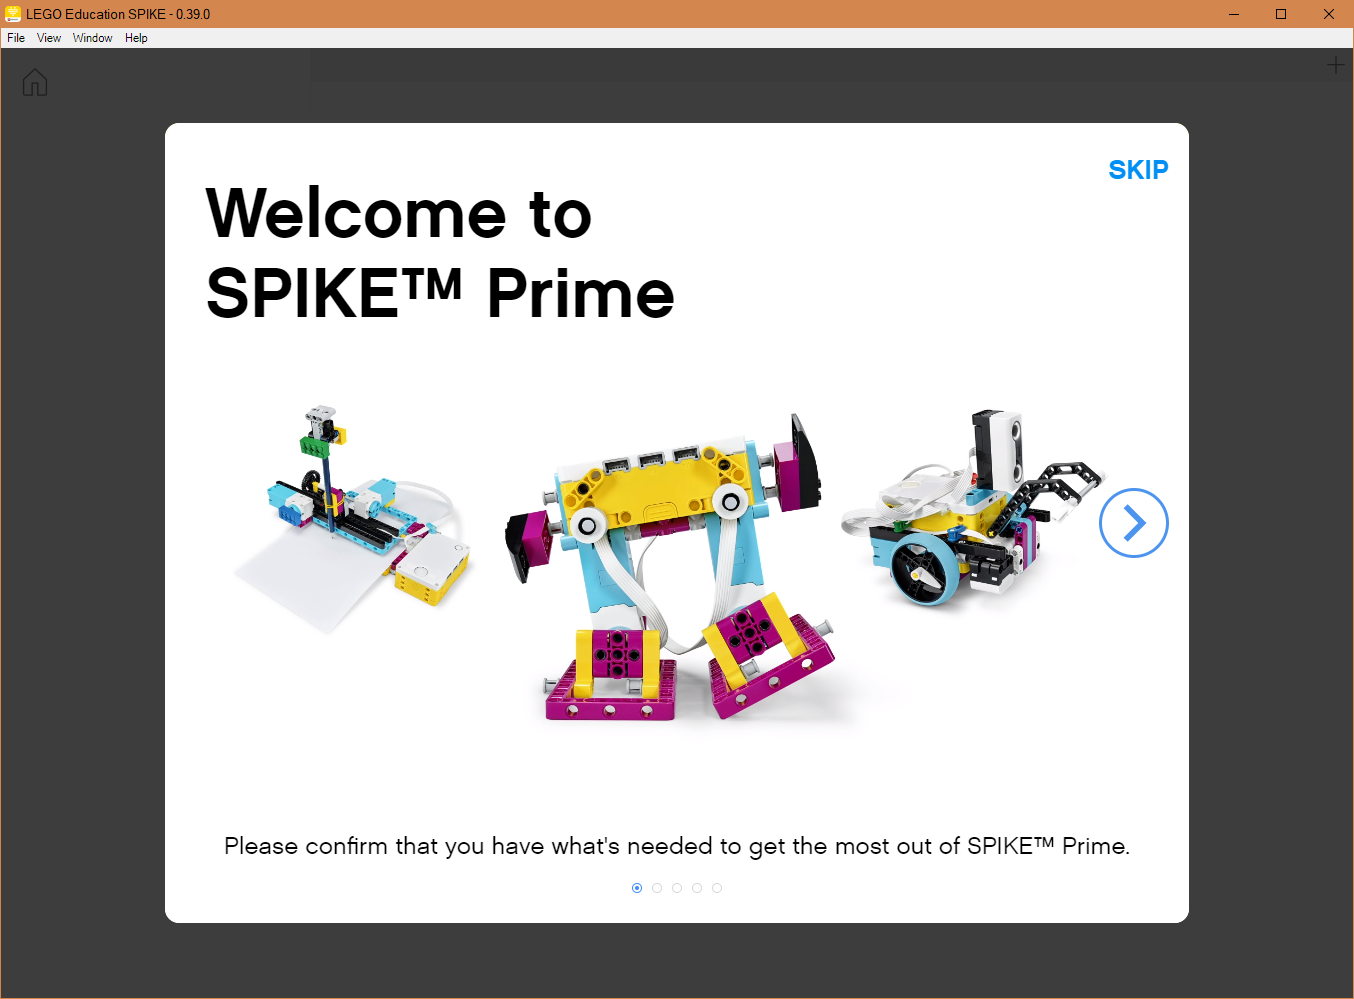 LEGO Education SPIKE - 0.39.0
File View Window Help
SKIP
Welcome to
SPIKE™ Prime
Please confirm that you have what's needed to get the most out of SPIKE™ Prime.